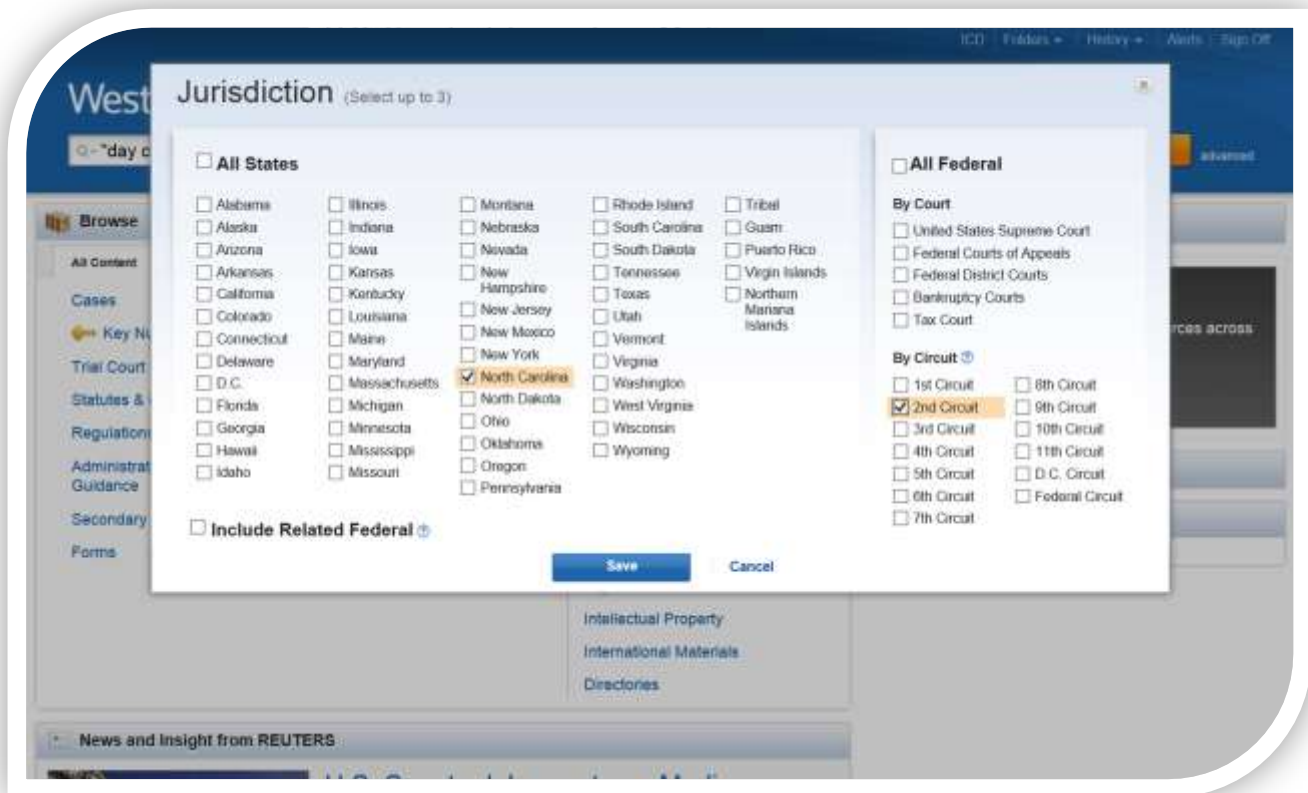 ICD Folders History Alerts Sign Off
West
"day c
advanced
Jurisdiction (Select up to 3)
All States
Alabama
Alaska
Arizona
Arkansas
California
Colorado
Connecticut
Delaware
D.C.
Florida
Georgia
Hawaii
Idaho
Illinois
Indiana
Iowa
Kansas
Kentucky
Louisiana
Maine
Maryland
Massachusetts
Michigan
Minnesota
Mississippi
Missouri
Montana
Nebraska
Nevada
New
Hampshire
New Jersey
New Mexico
New York
North Carolina
North Dakota
Ohio
Oklahoma
Oregon
Pennsylvania
Rhode Island
South Carolina
South Dakota
Tennessee
Texas
Utah
Vermont
Virginia
Washington
West Virginia
Wisconsin
Wyoming
Tribal
Guam
Puerto Rico
Virgin Islands
Northern
Mariana
Islands
Include Related Federal
All Federal
By Court
United States Supreme Court
Federal Courts of Appeals
Federal District Courts
Bankruptcy Courts
Tax Court
By Circuit
1st Circuit
2nd Circuit
3rd Circuit
4th Circuit
5th Circuit
6th Circuit
7th Circuit
8th Circuit
9th Circuit
10th Circuit
11th Circuit
D.C. Circuit
Federal Circuit
Save Cancel
Browse
All Content
Cases
Key Nu
Trial Court
Statutes &
Regulations
Administrat
Guidance
Secondary
Forms
rces across
Intellectual Property
International Materials
Directories
News and Insight from REUTERS